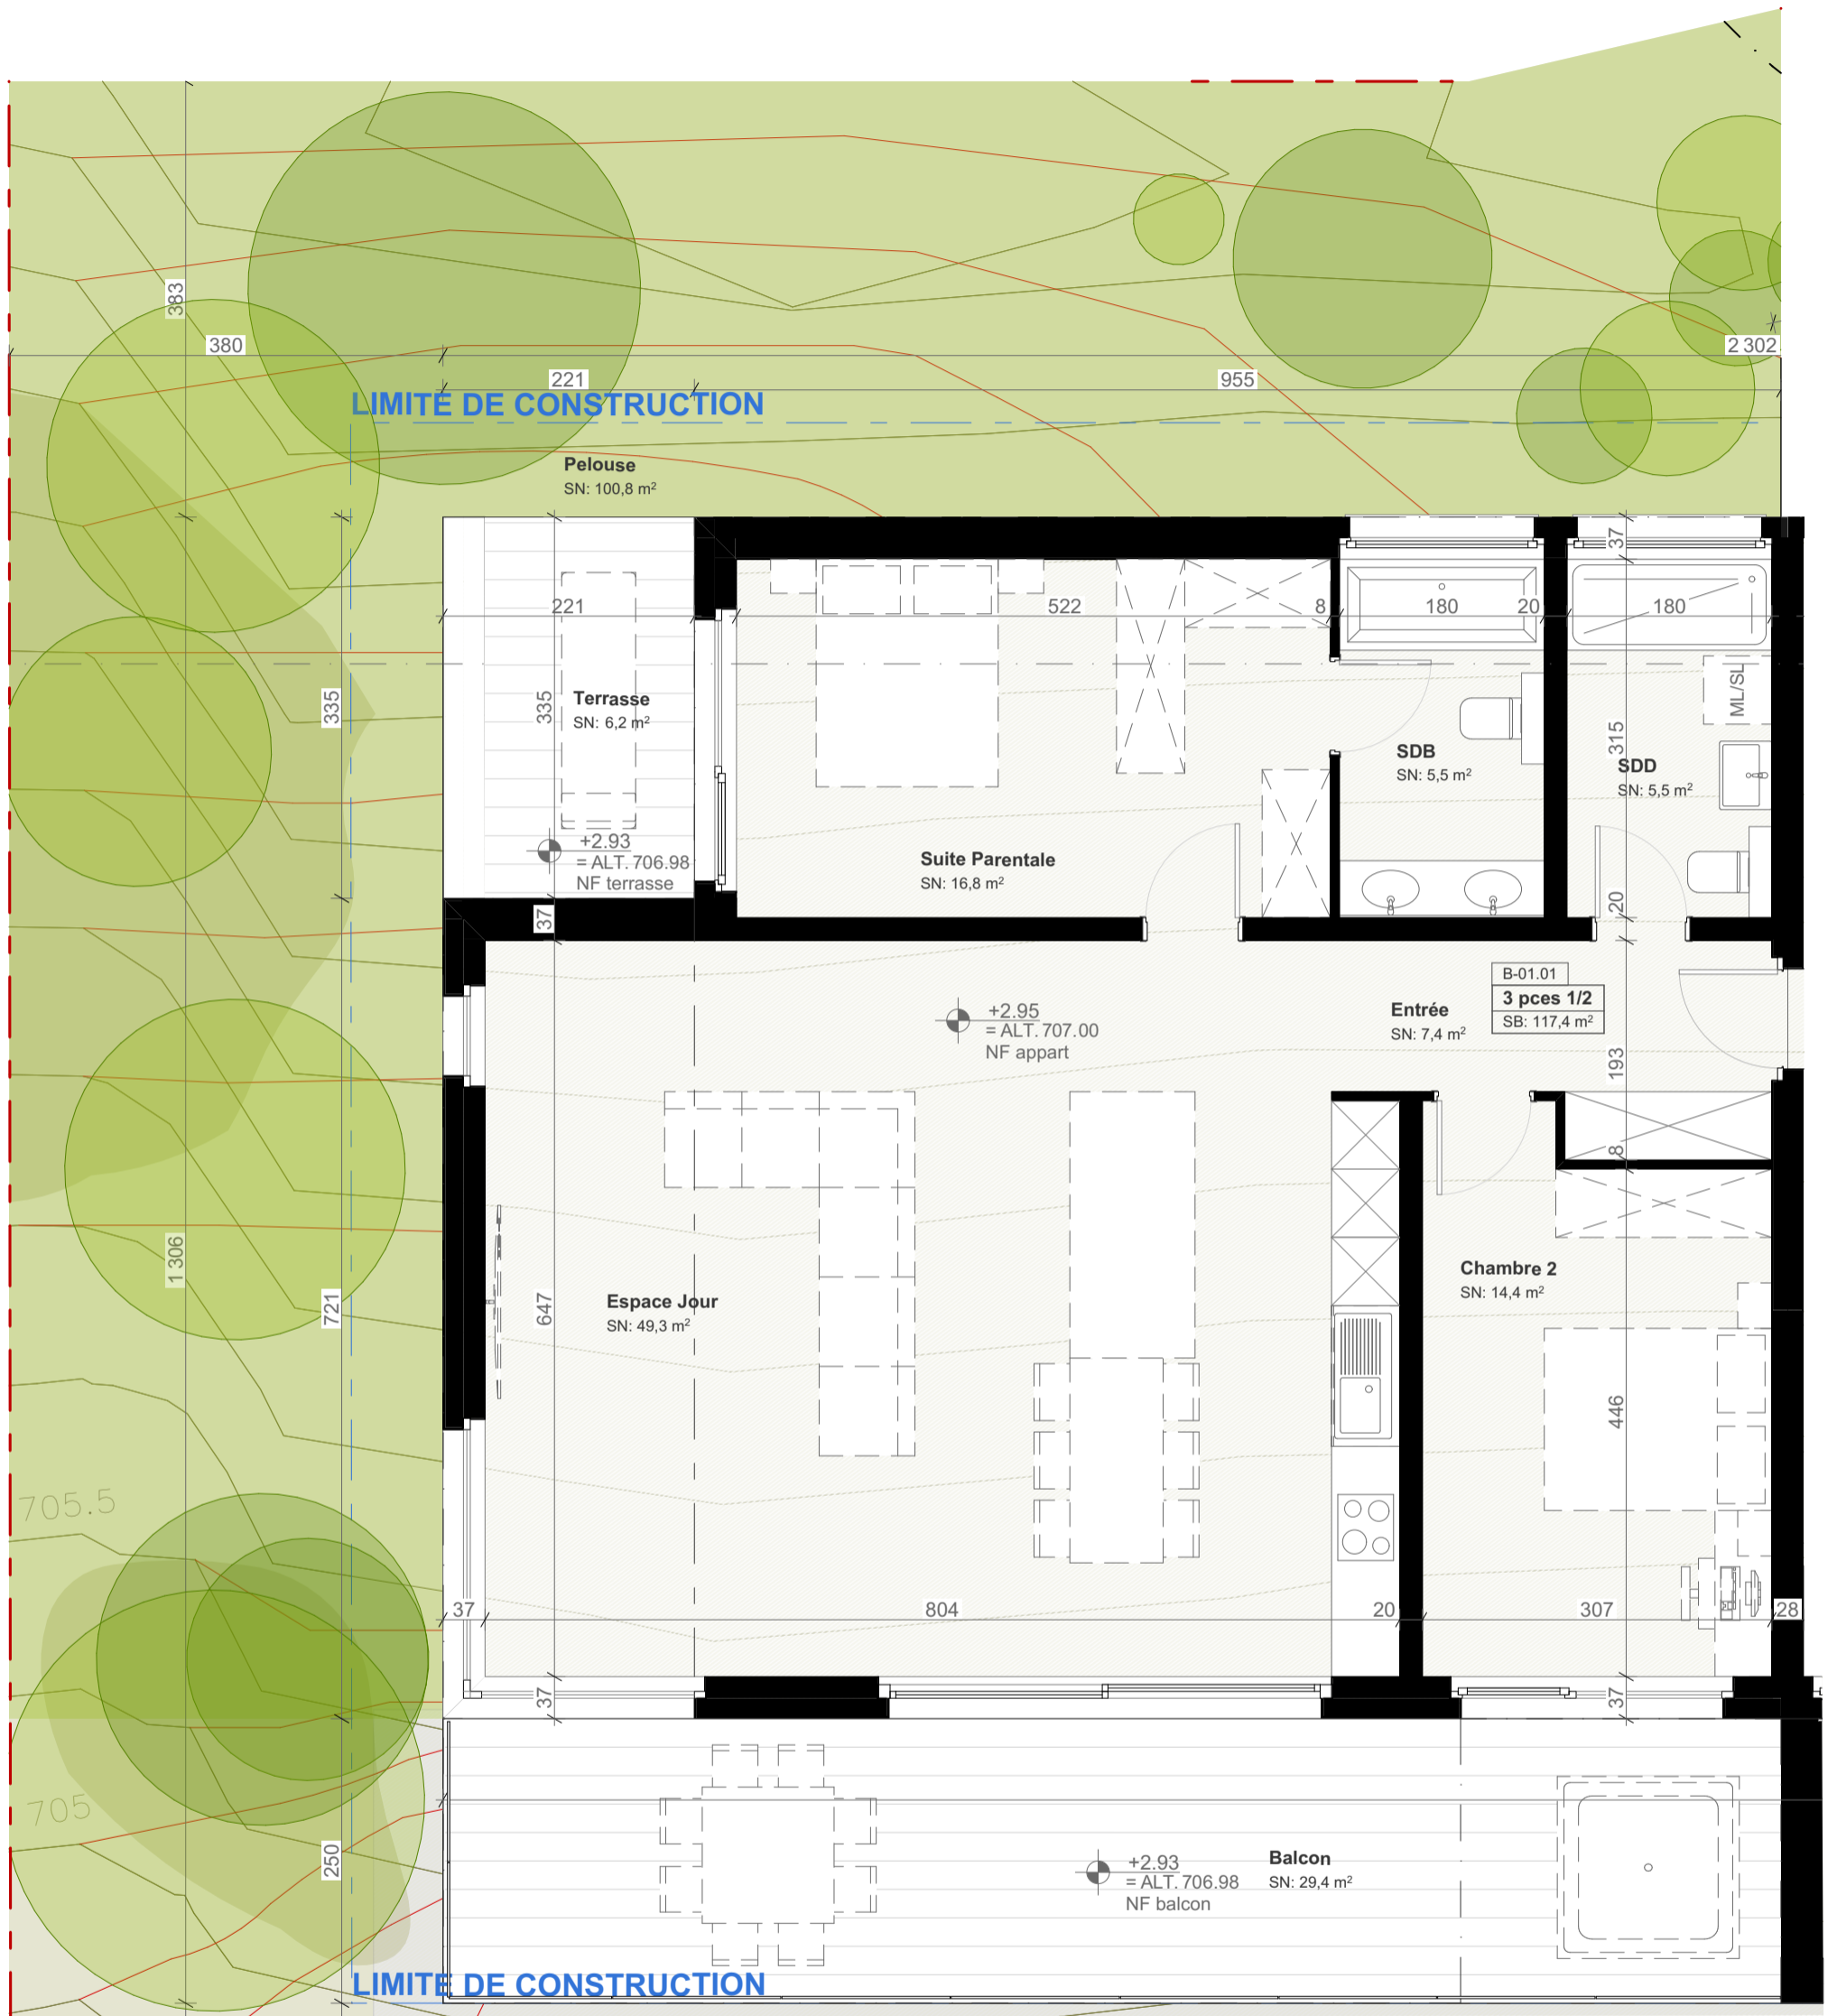 383
380
2 302
221
955
LIMITE DE CONSTRUCTION
Pelouse
SN: 100,8 m²
37
221
522
8
180
20
180
335
335
Terrasse
SN: 6,2 m²
ML/SL
315
SDB
SN: 5,5 m²
SDD
SN: 5,5 m²
+2.93
= ALT. 706.98
NF terrasse
Suite Parentale
SN: 16,8 m²
37
20
B-01.01
3 pces 1/2
SB: 117,4 m²
+2.95
= ALT. 707.00
NF appart
Entrée
SN: 7,4 m²
193
8
1 306
721
647
Espace Jour
SN: 49,3 m²
Chambre 2
SN: 14,4 m²
446
705.5
37
804
20
307
28
37
37
705
250
+2.93
= ALT. 706.98
NF balcon
Balcon
SN: 29,4 m²
LIMITE DE CONSTRUCTION